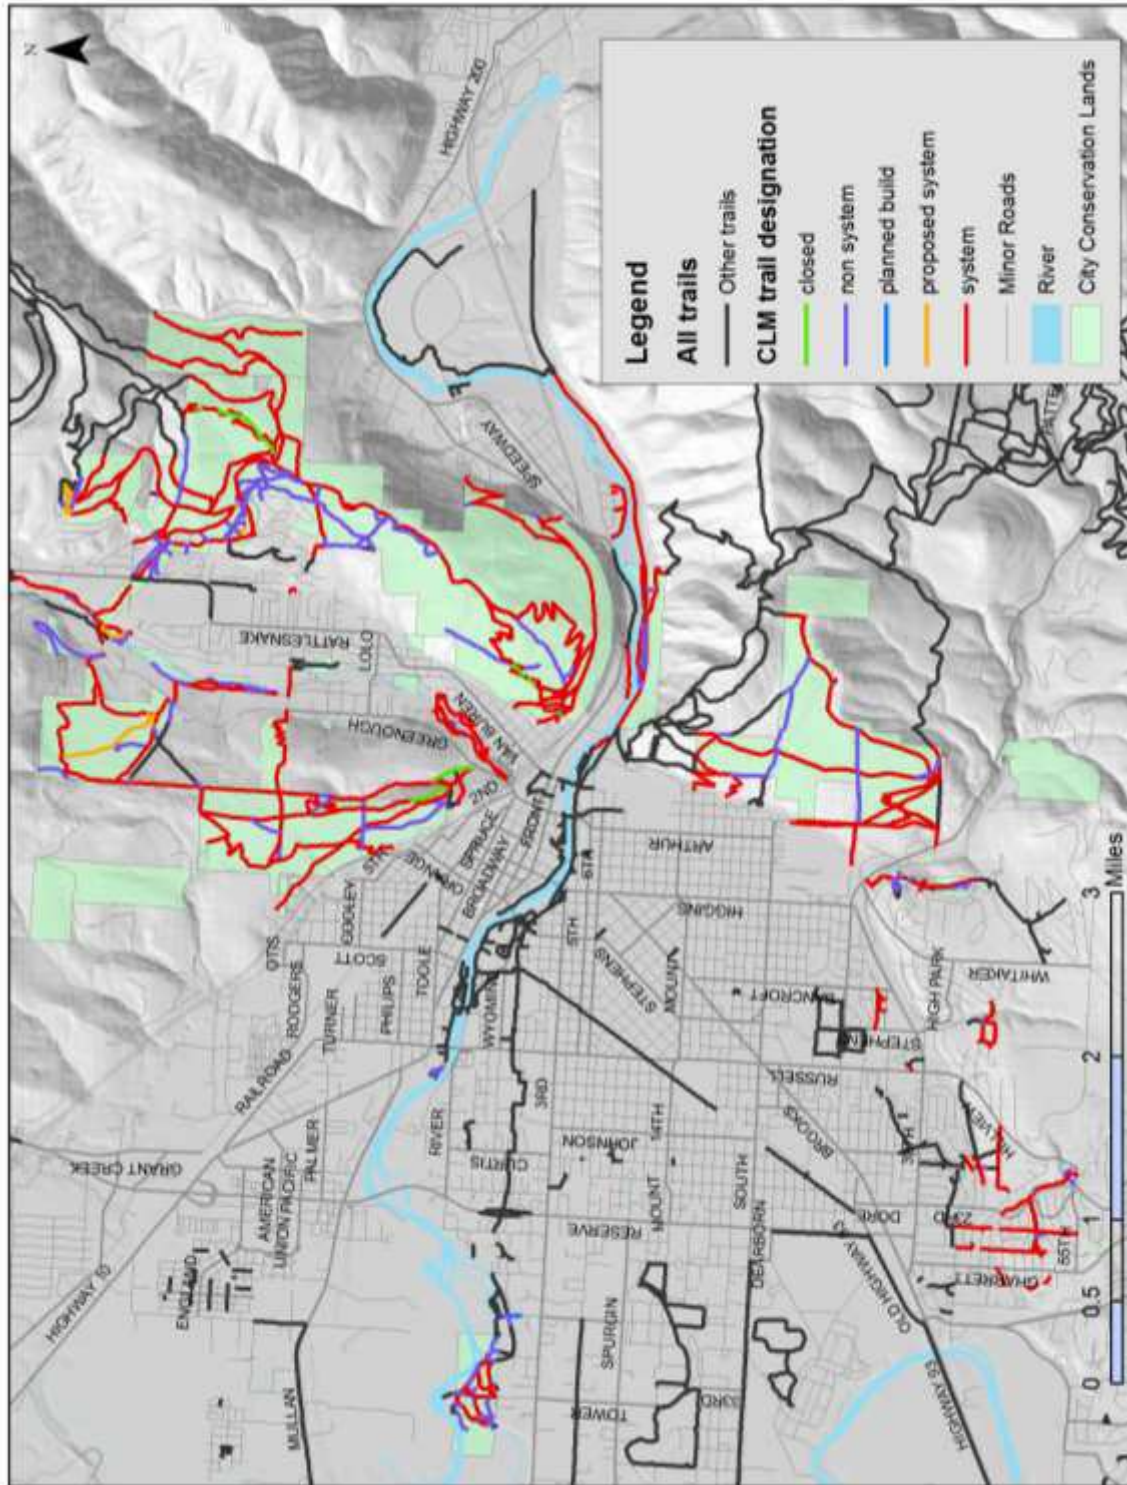 N
HIGHWAY 200
Legend
All trails
Other trails
CLM trail designation
closed
non system
planned build
proposed system
system
Minor Roads
River
City Conservation Lands
SPEEDWAY
RATTLESNAKE
LOLO
VAN BUREN
GREENOUGH
2ND
SPRUCE
FRONT
ORANGE
BROADWAY
COOLEY
OTIS
SCOTT
RODGERS
TURNER
PHILIPS
TOOLE
WYOMING
RAILROAD
PALMER
GRANT CREEK
AMERICAN
UNION PACIFIC
ENGLAND
HIGHWAY 10
MULLAN
RIVER
CURTIS
3RD
5TH
6TH
ARTHUR
HIGGINS
STEPHENS
MOUNT
BANCROFT
STEPHENS
RUSSELL
HIGH PARK
WHITAKER
JOHNSON
14TH
BROOKS
SOUTH
MOUNT
RESERVE
DEARBORN
DORE
23RD
HILLVIEW
55TH
GHARRETT
OLD HIGHWAY 93
HIGHWAY 93
SPURGIN
TOWER
33RD
0 0.5 1 2 3
Miles